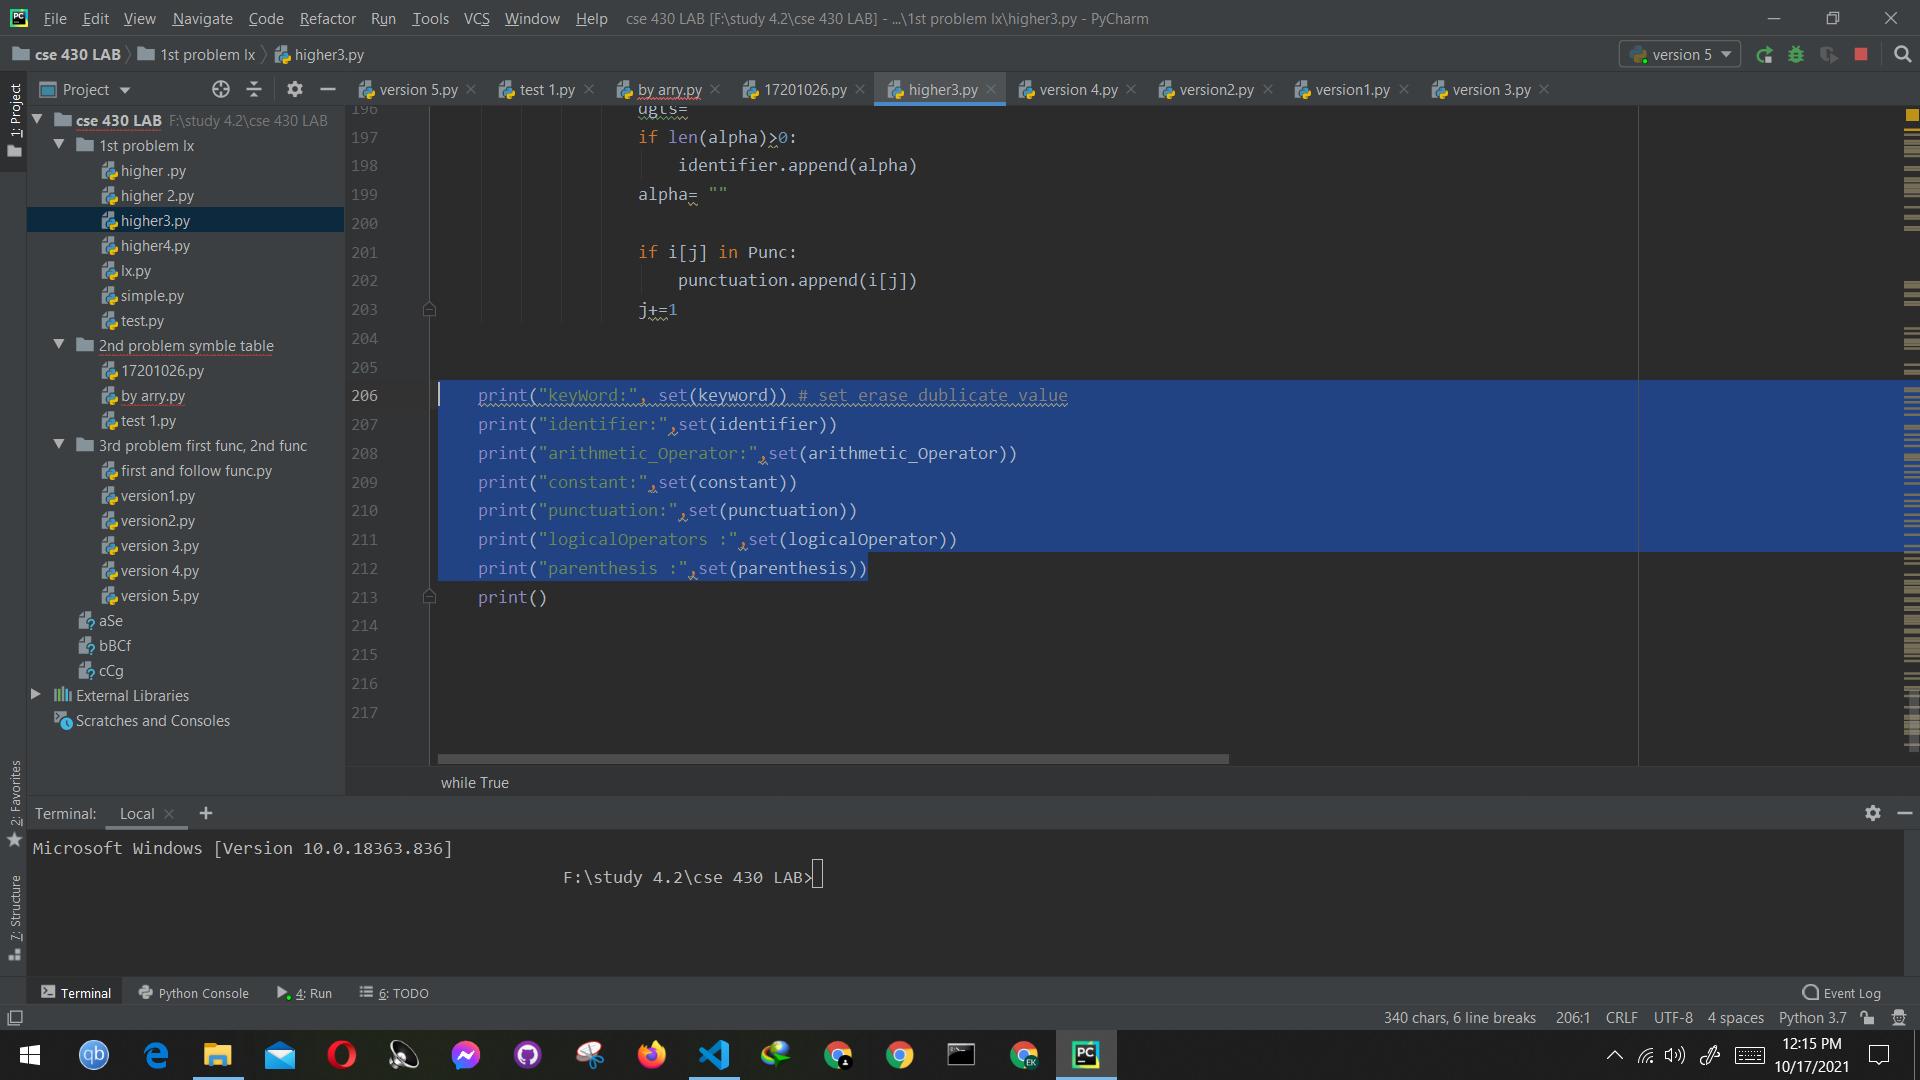 File Edit View Navigate Code Refactor Run Tools VCS Window Help cse 430 LAB [F:\study 4.2\cse 430 LAB] - ...\1st problem lx\higher3.py - PyCharm
cse 430 LAB 1st problem lx higher3.py version 5
Project version 5.py test 1.py by arry.py 17201026.py higher3.py version 4.py version2.py version1.py version 3.py
1: Project
2: Favorites
7: Structure
cse 430 LAB F:\study 4.2\cse 430 LAB
1st problem lx
higher .py
higher 2.py
higher3.py
higher4.py
lx.py
simple.py
test.py
2nd problem symble table
17201026.py
by arry.py
test 1.py
3rd problem first func, 2nd func
first and follow func.py
version1.py
version2.py
version 3.py
version 4.py
version 5.py
aSe
bBCf
cCg
External Libraries
Scratches and Consoles
196 dgts=
197 if len(alpha)>0:
198 identifier.append(alpha)
199 alpha= ""
200
201 if i[j] in Punc:
202 punctuation.append(i[j])
203 j+=1
204
205
206 print("keyWord:", set(keyword)) # set erase dublicate value
207 print("identifier:",set(identifier))
208 print("arithmetic_Operator:",set(arithmetic_Operator))
209 print("constant:",set(constant))
210 print("punctuation:",set(punctuation))
211 print("logicalOperators :",set(logicalOperator))
212 print("parenthesis :",set(parenthesis))
213 print()
214
215
216
217
while True
Terminal: Local
Microsoft Windows [Version 10.0.18363.836]
F:\study 4.2\cse 430 LAB>
Terminal Python Console 4: Run 6: TODO Event Log
340 chars, 6 line breaks 206:1 CRLF UTF-8 4 spaces Python 3.7
qb PC EK
12:15 PM
10/17/2021